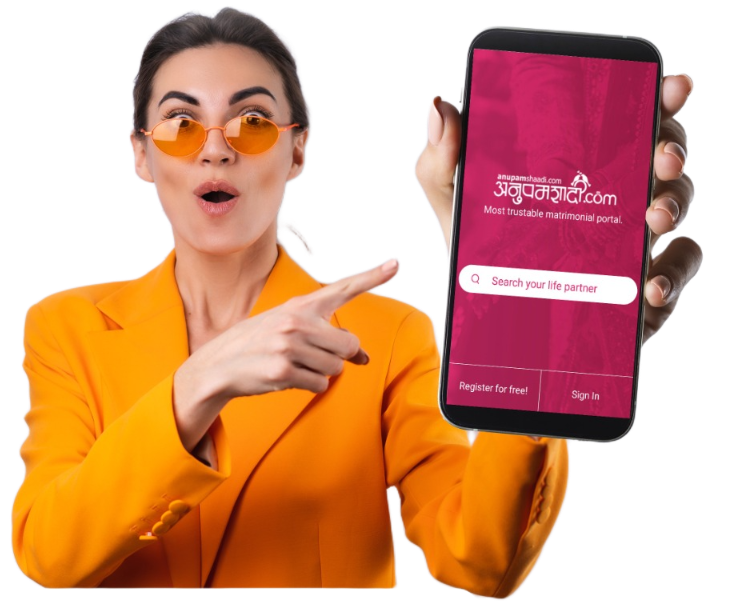 anupamshaadi.com
अनुपमशादी.com
Most trustable matrimonial portal.
Search your life partner
Register for free!
Sign In